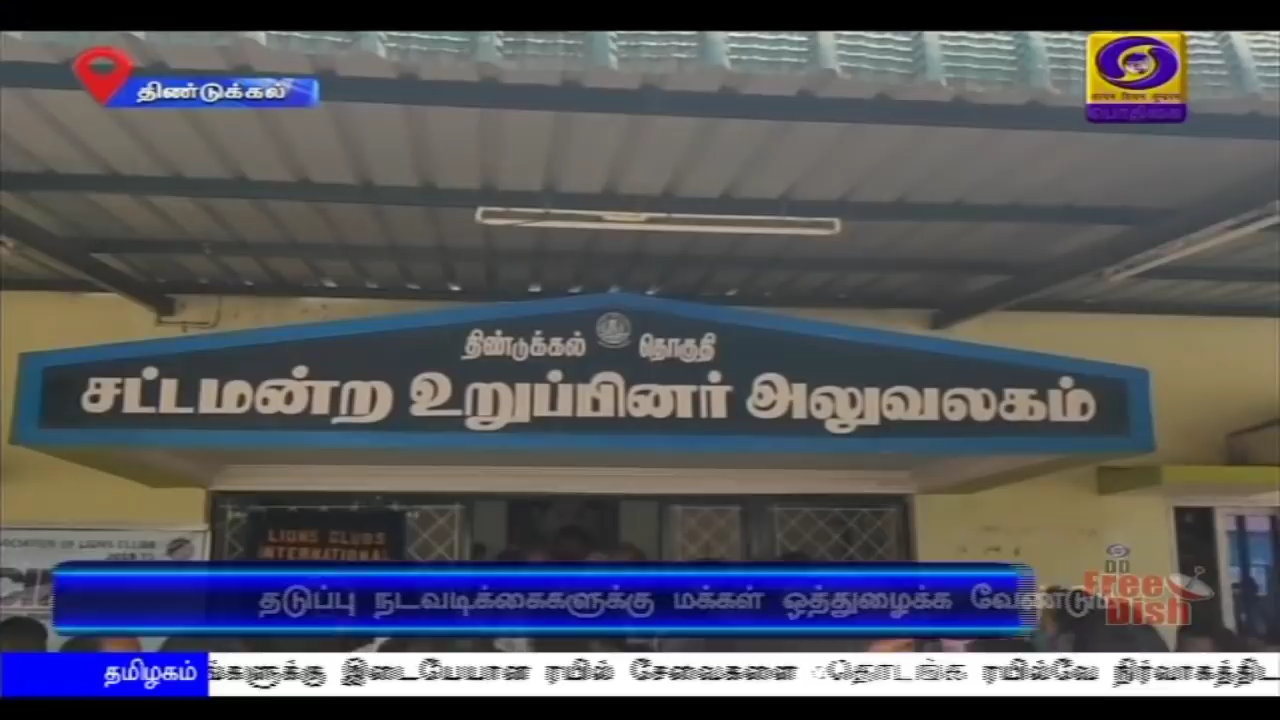 திண்டுக்கல்
பொதிகை
திண்டுக்கல் தொகுதி
சட்டமன்ற உறுப்பினர் அலுவலகம்
LIONS CLUBS
INTERNATIONAL
தடுப்பு நடவடிக்கைகளுக்கு மக்கள் ஒத்துழைக்க வேண்டும்
DD
Free
Dish
தமிழகம் களுக்கு இடையேயான ரயில் சேவைகளை தொடங்க ரயில்வே நிர்வாகத்திட